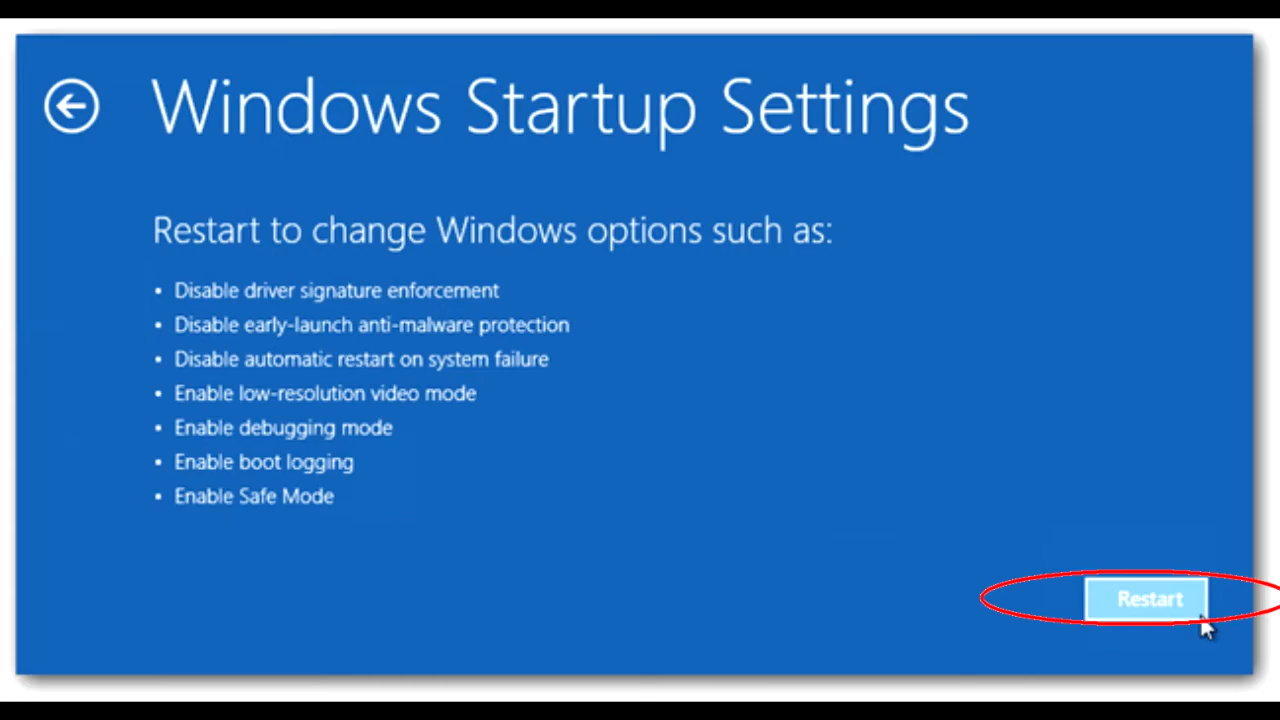 Windows Startup Settings
Restart to change Windows options such as:
• Disable driver signature enforcement
• Disable early-launch anti-malware protection
• Disable automatic restart on system failure
• Enable low-resolution video mode
• Enable debugging mode
• Enable boot logging
• Enable Safe Mode
Restart